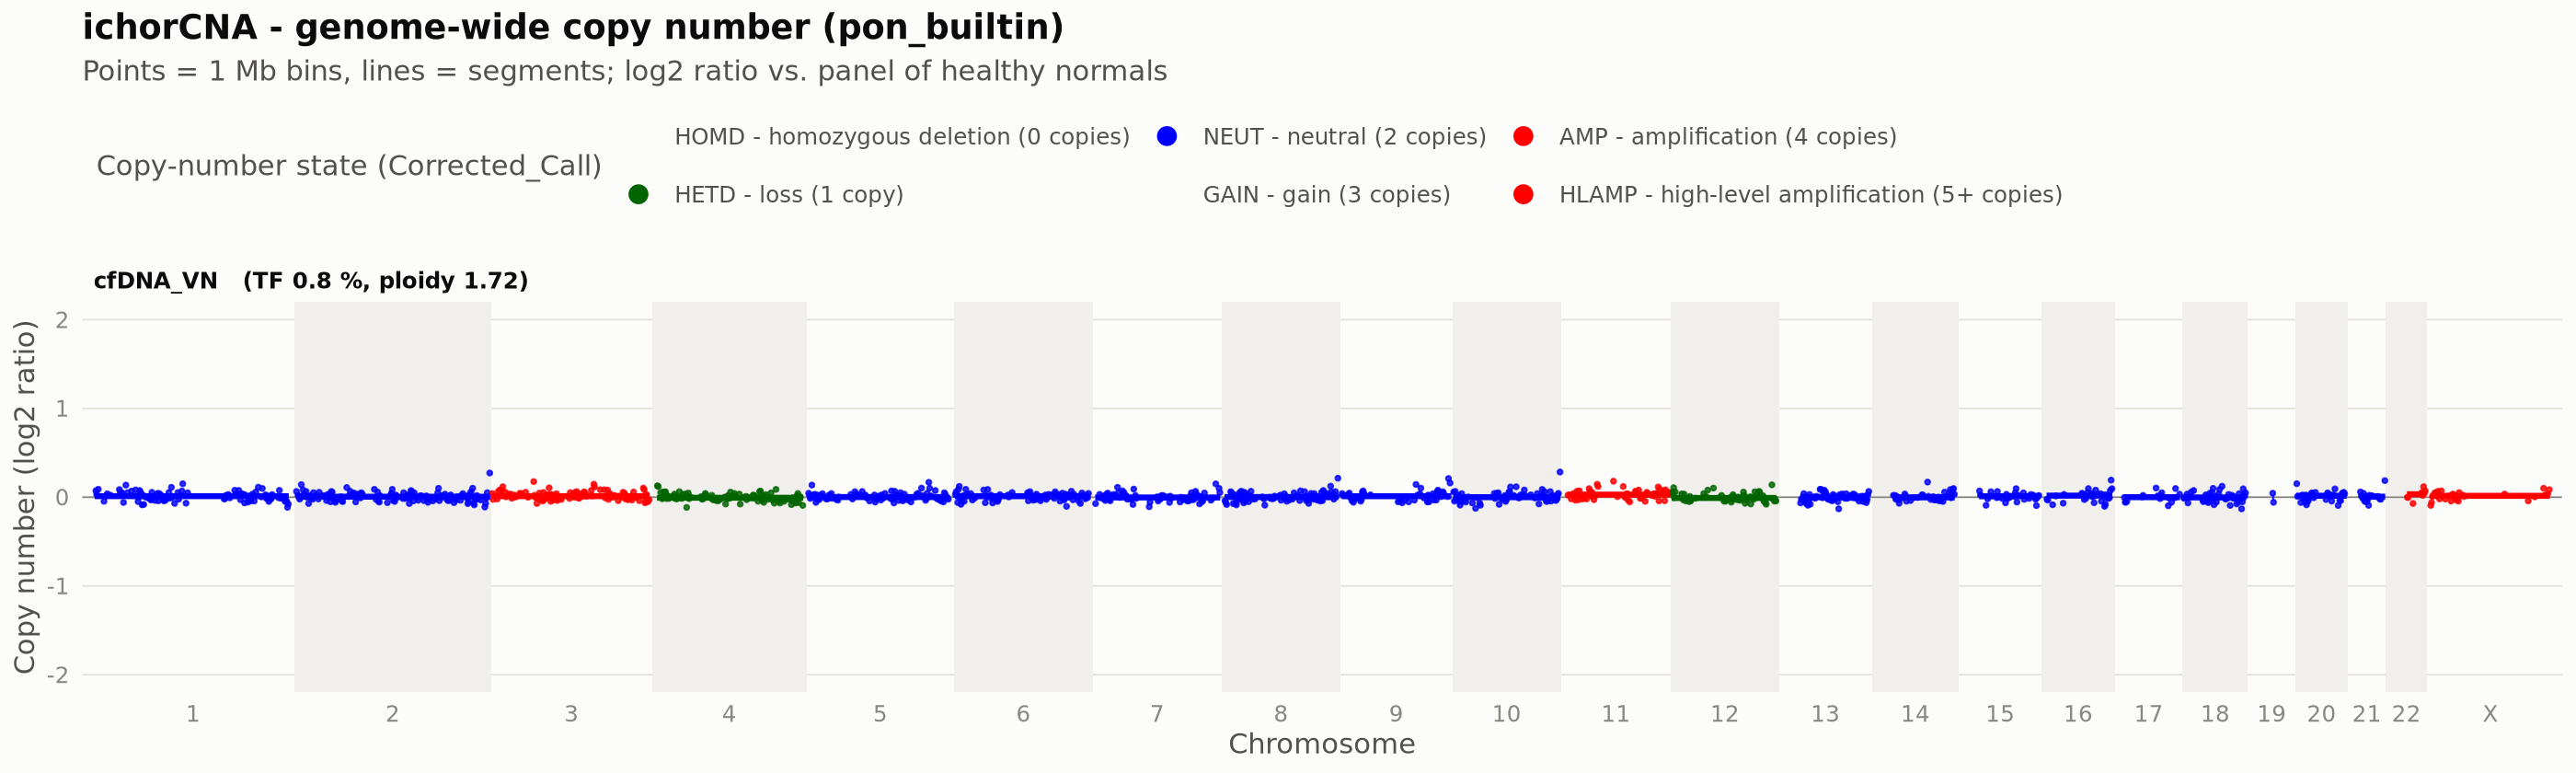 ichorCNA - genome-wide copy number (pon_builtin)
Points = 1 Mb bins, lines = segments; log2 ratio vs. panel of healthy normals
Copy-number state (Corrected_Call)
HOMD - homozygous deletion (0 copies)
NEUT - neutral (2 copies)
AMP - amplification (4 copies)
HETD - loss (1 copy)
GAIN - gain (3 copies)
HLAMP - high-level amplification (5+ copies)
cfDNA_VN (TF 0.8 %, ploidy 1.72)
Copy number (log2 ratio)
2
1
0
-1
-2
1 2 3 4 5 6 7 8 9 10 11 12 13 14 15 16 17 18 19 20 21 22 X
Chromosome